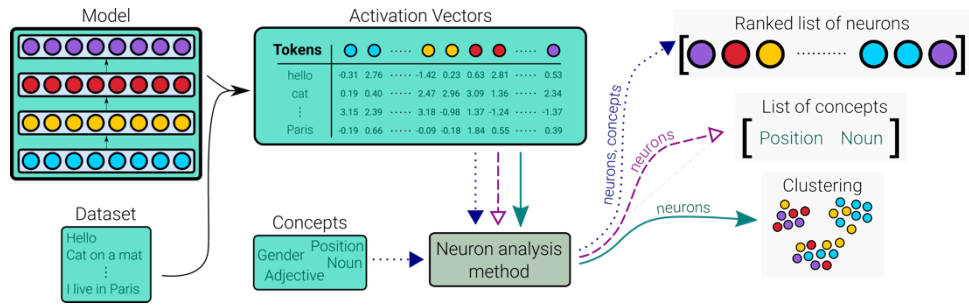 Model
Activation Vectors
Ranked list of neurons
Tokens
hello -0.31 2.76 ...... -1.42 0.23 0.63 2.81 ...... 0.53
cat 0.19 0.40 ...... 2.47 2.96 3.09 1.36 ...... 2.34
⋮ 3.15 2.39 ...... 3.18 -0.98 1.37 -1.24 ...... -1.37
Paris -0.19 0.66 ...... -0.09 -0.18 1.84 0.55 ...... 0.39
[ ........ ]
neurons, concepts
neurons
neurons
List of concepts
[ Position Noun ]
Clustering
Dataset
Hello
Cat on a mat
⋮
I live in Paris
Concepts
Position
Gender
Noun
Adjective
Neuron analysis
method